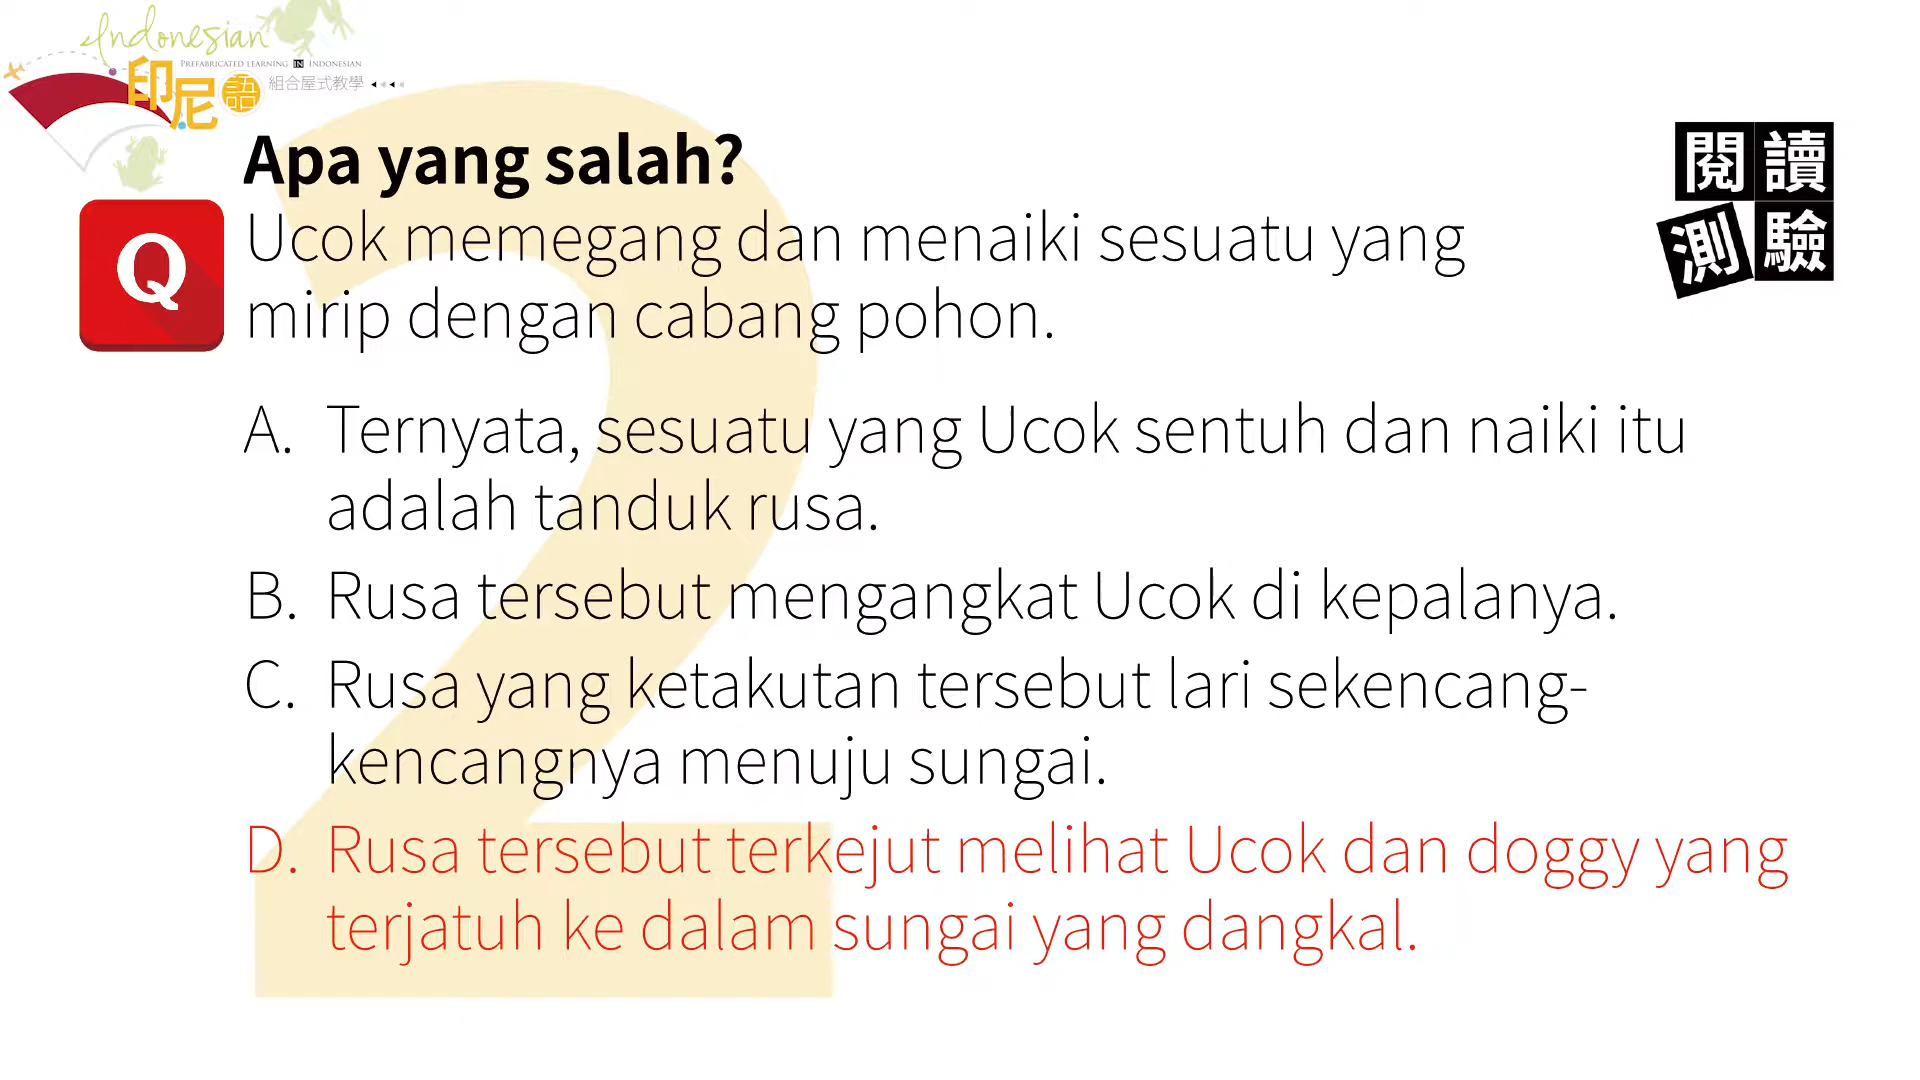 Indonesian
PREFABRICATED LEARNING IN INDONESIAN
印尼語
組合屋式教學
Apa yang salah?
閱讀
測驗
Q
Ucok memegang dan menaiki sesuatu yang
mirip dengan cabang pohon.
2
A. Ternyata, sesuatu yang Ucok sentuh dan naiki itu
adalah tanduk rusa.
B. Rusa tersebut mengangkat Ucok di kepalanya.
C. Rusa yang ketakutan tersebut lari sekencang-
kencangnya menuju sungai.
D. Rusa tersebut terkejut melihat Ucok dan doggy yang
terjatuh ke dalam sungai yang dangkal.